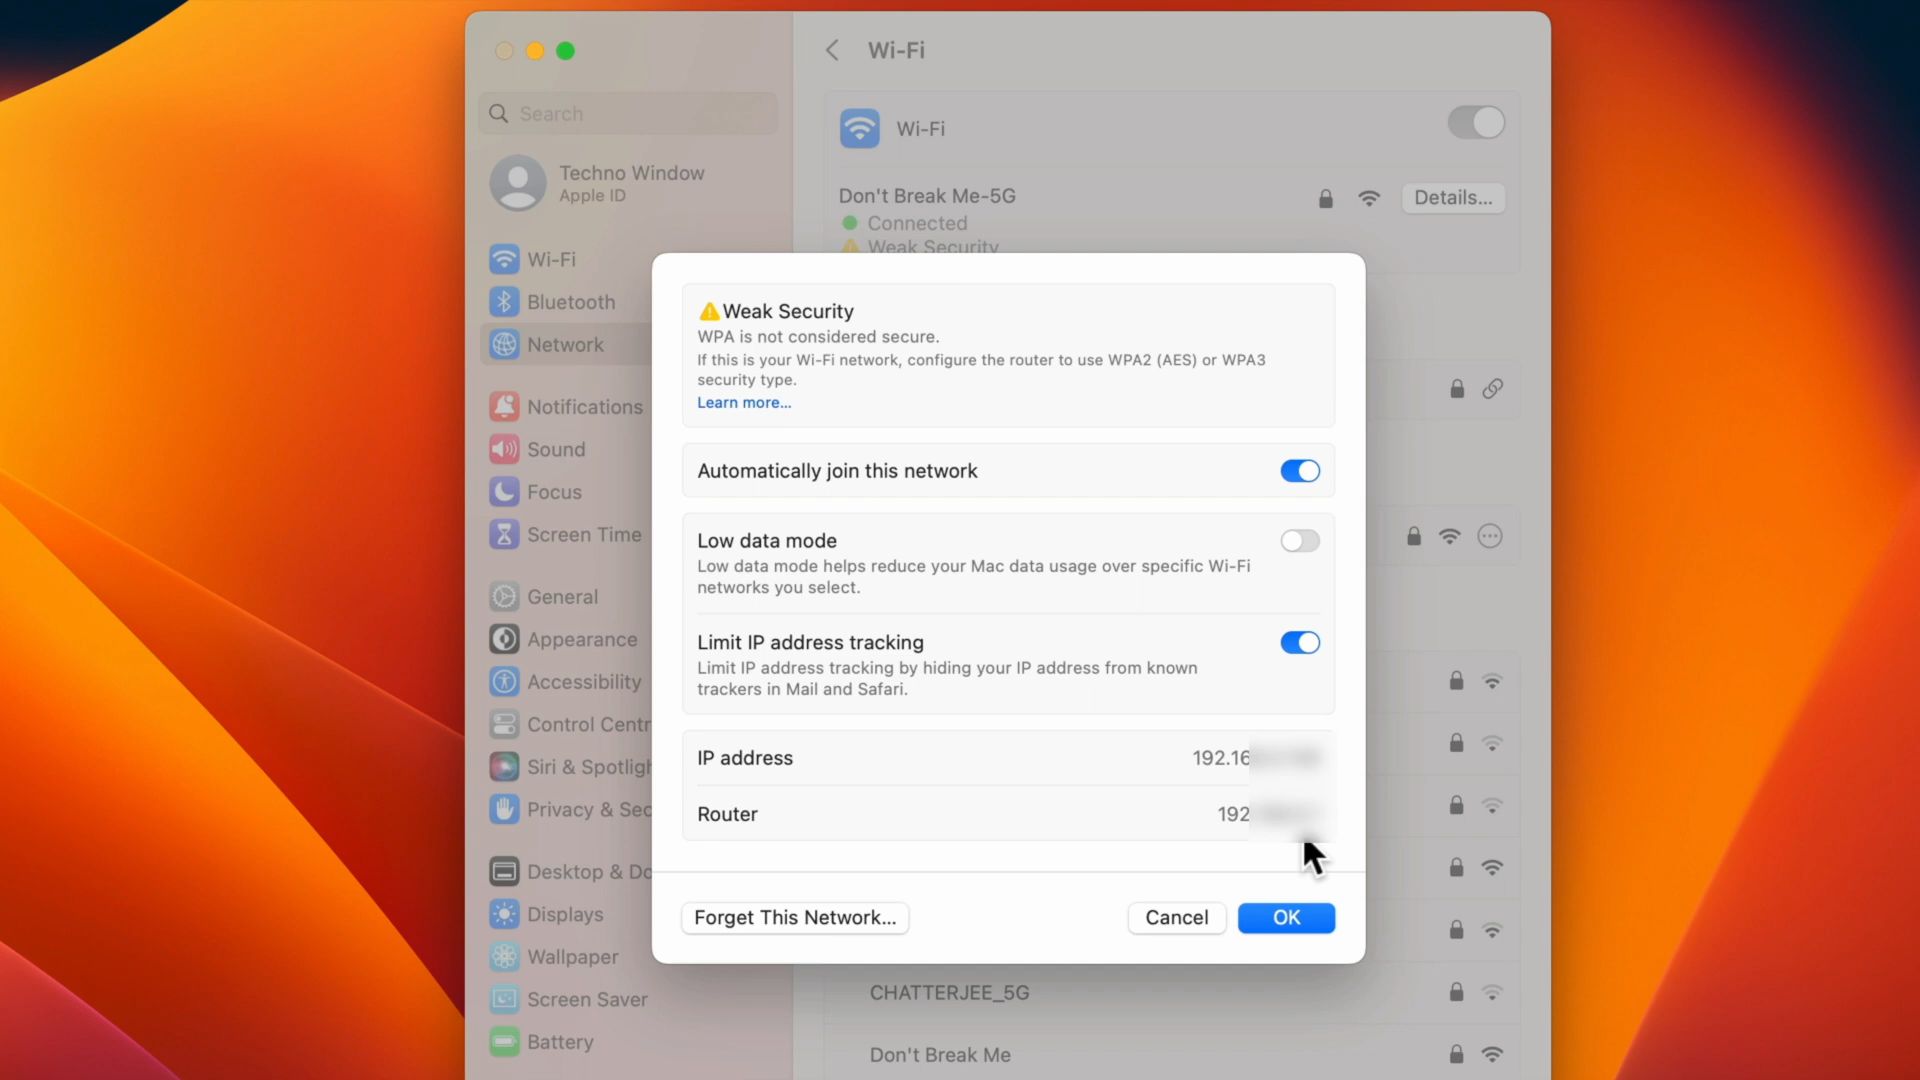 Wi-Fi
Search
Wi-Fi
Techno Window
Apple ID
Don't Break Me-5G
Details...
Connected
Weak Security
Wi-Fi
Bluetooth
Network
Notifications
Sound
Focus
Screen Time
General
Appearance
Accessibility
Control Centr
Siri & Spotligh
Privacy & Sec
Desktop & Do
Displays
Wallpaper
Screen Saver
Battery
Weak Security
WPA is not considered secure.
If this is your Wi-Fi network, configure the router to use WPA2 (AES) or WPA3
security type.
Learn more...
Automatically join this network
Low data mode
Low data mode helps reduce your Mac data usage over specific Wi-Fi
networks you select.
Limit IP address tracking
Limit IP address tracking by hiding your IP address from known
trackers in Mail and Safari.
IP address 192.16
Router 192
Forget This Network...
Cancel
OK
CHATTERJEE_5G
Don't Break Me